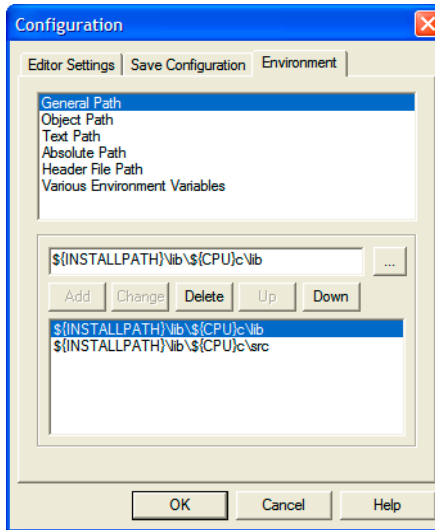 Configuration
Editor Settings Save Configuration Environment
General Path
Object Path
Text Path
Absolute Path
Header File Path
Various Environment Variables
${INSTALLPATH}\lib\${CPU}c\lib ...
Add Change Delete Up Down
${INSTALLPATH}\lib\${CPU}c\lib
${INSTALLPATH}\lib\${CPU}c\src
OK Cancel Help